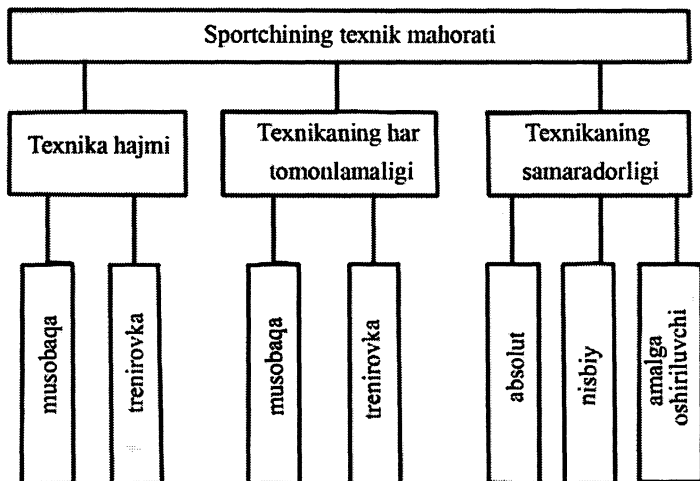 Sportchining texnik mahorati
Texnika hajmi
Texnikaning har
tomonlamaligi
Texnikaning
samaradorligi
musobaqa
trenirovka
musobaqa
trenirovka
absolut
nisbiy
amalga
oshiriluvchi